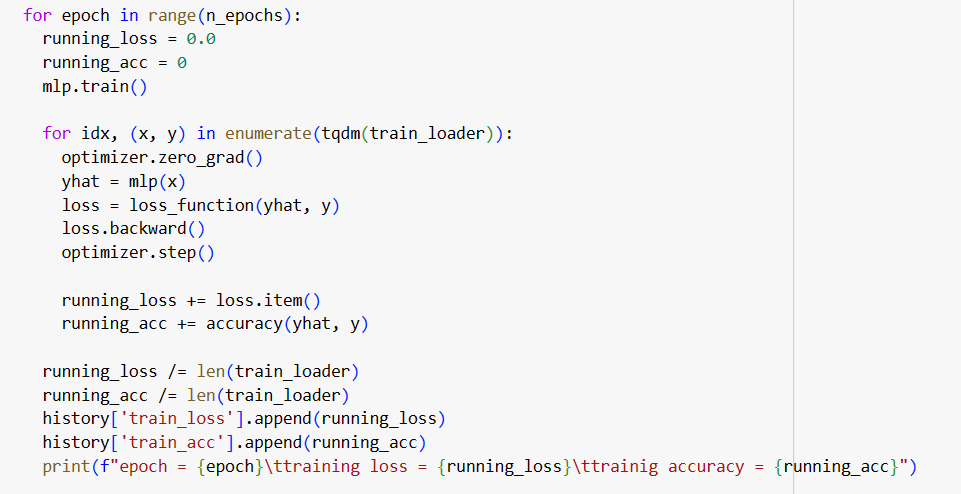 for epoch in range(n_epochs):
  running_loss = 0.0
  running_acc = 0
  mlp.train()

  for idx, (x, y) in enumerate(tqdm(train_loader)):
    optimizer.zero_grad()
    yhat = mlp(x)
    loss = loss_function(yhat, y)
    loss.backward()
    optimizer.step()

    running_loss += loss.item()
    running_acc += accuracy(yhat, y)

  running_loss /= len(train_loader)
  running_acc /= len(train_loader)
  history['train_loss'].append(running_loss)
  history['train_acc'].append(running_acc)
  print(f"epoch = {epoch}\ttraining loss = {running_loss}\ttrainig accuracy = {running_acc}")